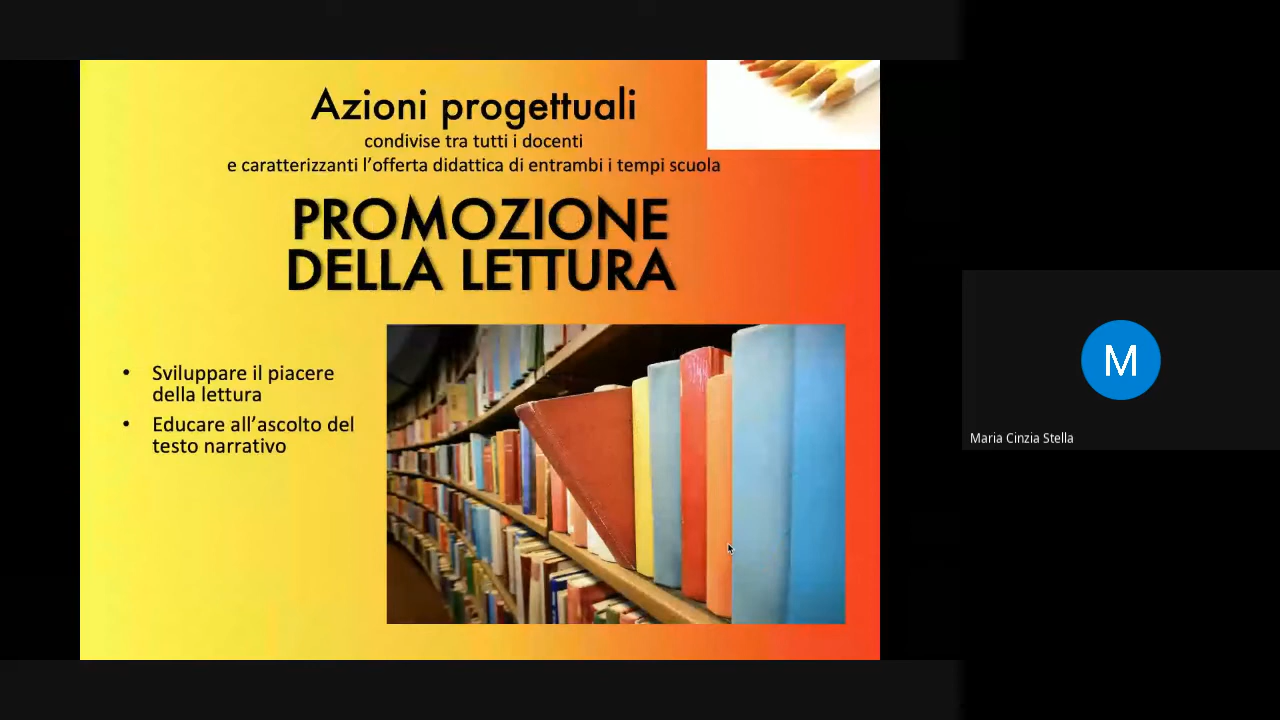 Azioni progettuali
condivise tra tutti i docenti
e caratterizzanti l’offerta didattica di entrambi i tempi scuola
PROMOZIONE
DELLA LETTURA
• Sviluppare il piacere
della lettura
• Educare all’ascolto del
testo narrativo
M
Maria Cinzia Stella